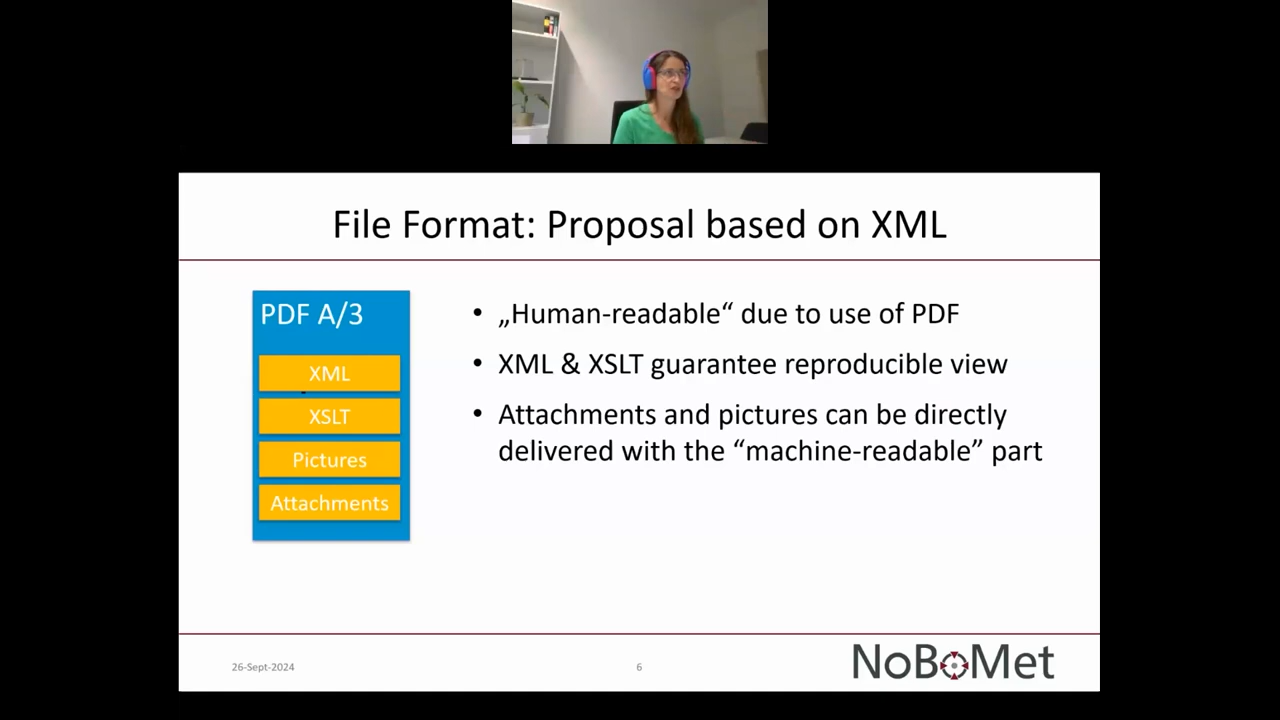 File Format: Proposal based on XML
PDF A/3
XML
XSLT
Pictures
Attachments
• „Human-readable“ due to use of PDF
• XML & XSLT guarantee reproducible view
• Attachments and pictures can be directly
delivered with the “machine-readable” part
26-Sept-2024
6
NoBoMet